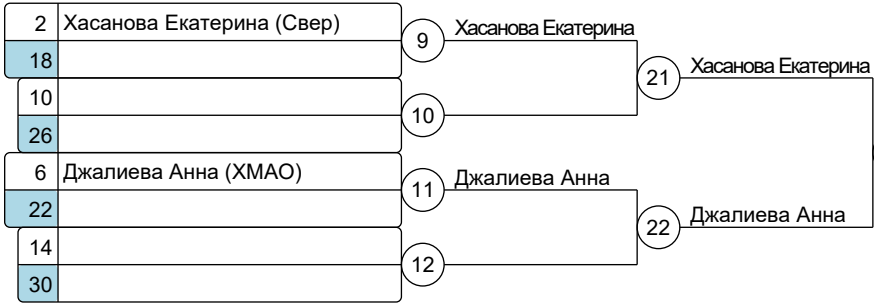 2 Хасанова Екатерина (Свер)
18
9 Хасанова Екатерина
10
26
10
21 Хасанова Екатерина
6 Джалиева Анна (ХМАО)
22
11 Джалиева Анна
14
30
12
22 Джалиева Анна